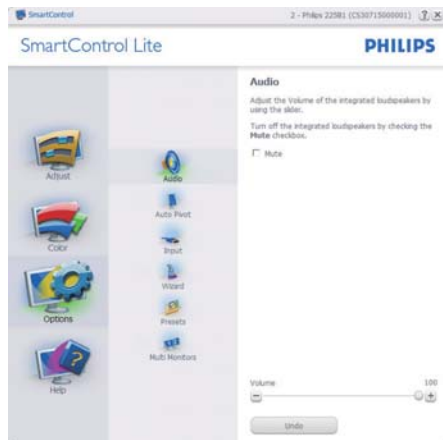 SmartControl
2 - Philips 225B1 (CS30715000001)
SmartControl Lite
PHILIPS
Adjust
Color
Options
Help
Audio
Auto Pivot
Input
Wizard
Presets
Multi Monitors
Audio
Adjust the Volume of the integrated loudspeakers by
using the slider.
Turn off the integrated loudspeakers by checking the
Mute checkbox.
Mute
Volume
100
Undo